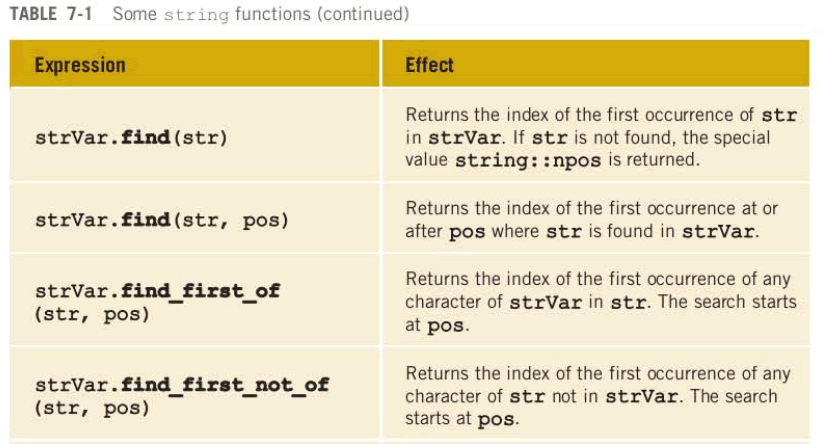 TABLE 7-1 Some string functions (continued)
Expression
Effect
strVar.find(str)
Returns the index of the first occurrence of str
in strVar. If str is not found, the special
value string::npos is returned.
strVar.find(str, pos)
Returns the index of the first occurrence at or
after pos where str is found in strVar.
strVar.find_first_of
(str, pos)
Returns the index of the first occurrence of any
character of strVar in str. The search starts
at pos.
strVar.find_first_not_of
(str, pos)
Returns the index of the first occurrence of any
character of str not in strVar. The search
starts at pos.